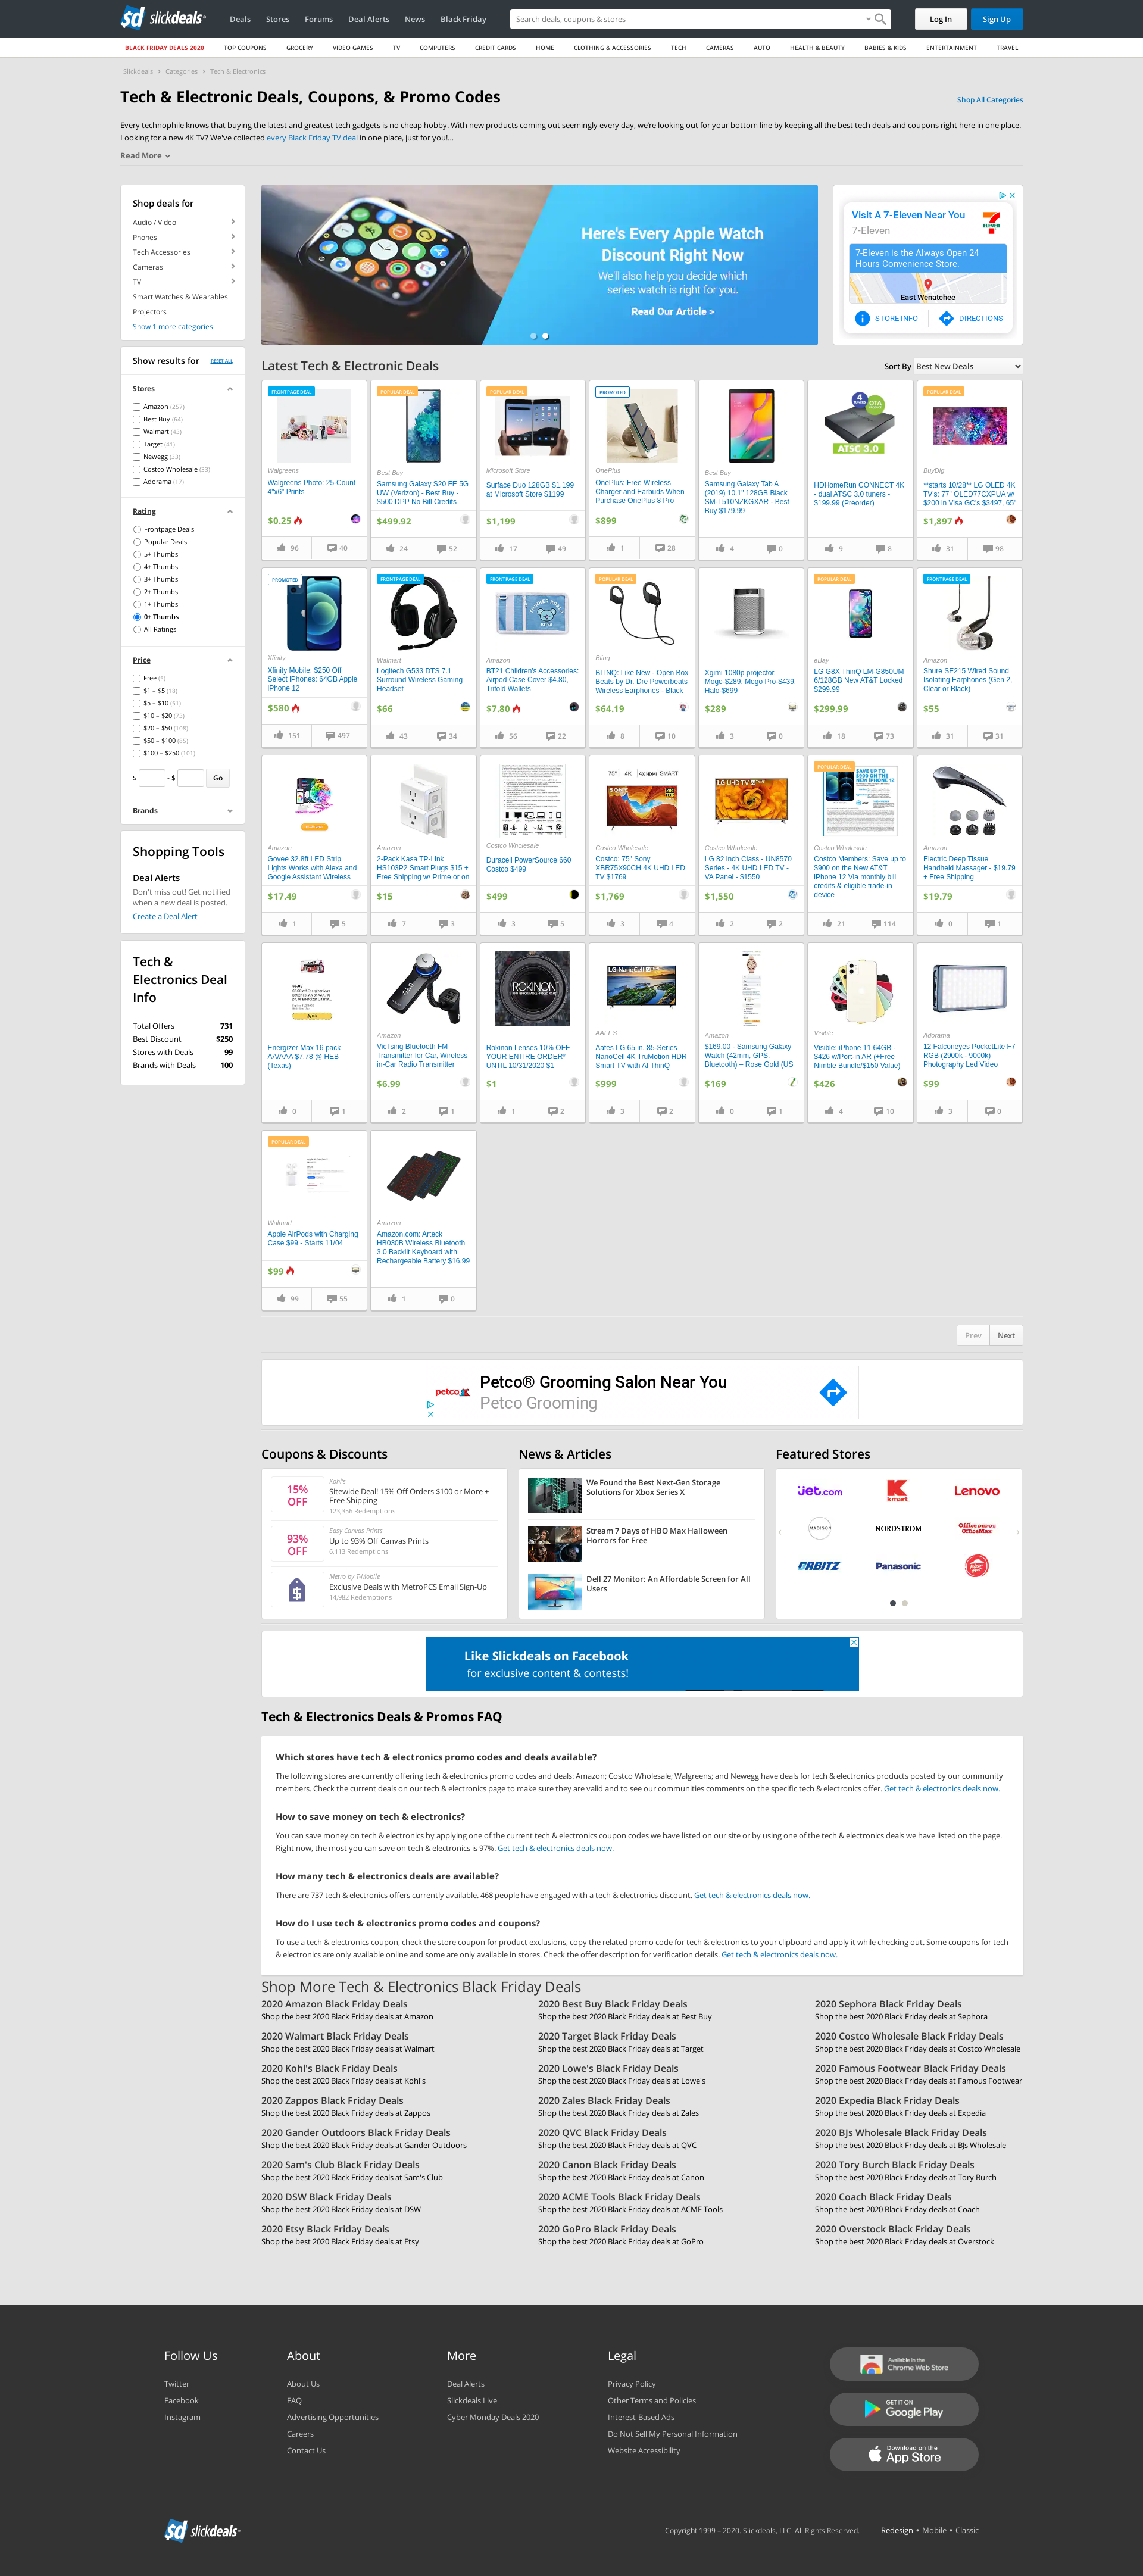 slickdeals
Deals
Stores
Forums
Deal Alerts
News
Black Friday
Search deals, coupons & stores
Log In
Sign Up
BLACK FRIDAY DEALS 2020
TOP COUPONS
GROCERY
VIDEO GAMES
TV
COMPUTERS
CREDIT CARDS
HOME
CLOTHING & ACCESSORIES
TECH
CAMERAS
AUTO
HEALTH & BEAUTY
BABIES & KIDS
ENTERTAINMENT
TRAVEL
Slickdeals › Categories › Tech & Electronics
Tech & Electronic Deals, Coupons, & Promo Codes
Shop All Categories
Every technophile knows that buying the latest and greatest tech gadgets is no cheap hobby. With new products coming out seemingly every day, we're looking out for your bottom line by keeping all the best tech deals and coupons right here in one place.
Looking for a new 4K TV? We've collected every Black Friday TV deal in one place, just for you!...
Read More
Shop deals for
Audio / Video
Phones
Tech Accessories
Cameras
TV
Smart Watches & Wearables
Projectors
Show 1 more categories
Show results for
RESET ALL
Stores
Amazon (257)
Best Buy (64)
Walmart (43)
Target (41)
Newegg (33)
Costco Wholesale (33)
Adorama (17)
Rating
Frontpage Deals
Popular Deals
5+ Thumbs
4+ Thumbs
3+ Thumbs
2+ Thumbs
1+ Thumbs
0+ Thumbs
All Ratings
Price
Free (5)
$1 – $5 (18)
$5 – $10 (51)
$10 – $20 (73)
$20 – $50 (108)
$50 – $100 (85)
$100 – $250 (101)
$ - $ Go
Brands
Shopping Tools
Deal Alerts
Don't miss out! Get notified
when a new deal is posted.
Create a Deal Alert
Tech &
Electronics Deal
Info
Total Offers 731
Best Discount $250
Stores with Deals 99
Brands with Deals 100
Here's Every Apple Watch
Discount Right Now
We'll also help you decide which
series watch is right for you.
Read Our Article >
Visit A 7-Eleven Near You
7-Eleven
7-Eleven is the Always Open 24
Hours Convenience Store.
East Wenatchee
STORE INFO
DIRECTIONS
Latest Tech & Electronic Deals
Sort By Best New Deals
FRONTPAGE DEAL
Walgreens
Walgreens Photo: 25-Count
4"x6" Prints
$0.25
96
40
POPULAR DEAL
Best Buy
Samsung Galaxy S20 FE 5G
UW (Verizon) - Best Buy -
$500 DPP No Bill Credits
$499.92
24
52
POPULAR DEAL
Microsoft Store
Surface Duo 128GB $1,199
at Microsoft Store $1199
$1,199
17
49
PROMOTED
OnePlus
OnePlus: Free Wireless
Charger and Earbuds When
Purchase OnePlus 8 Pro
$899
1
28
Best Buy
Samsung Galaxy Tab A
(2019) 10.1" 128GB Black
SM-T510NZKGXAR - Best
Buy $179.99
4
0
4 TUNERS
OTA
ATSC 3.0
HDHomeRun CONNECT 4K
- dual ATSC 3.0 tuners -
$199.99 (Preorder)
9
8
POPULAR DEAL
BuyDig
**starts 10/28** LG OLED 4K
TV's: 77" OLED77CXPUA w/
$200 in Visa GC's $3497, 65"
$1,897
31
98
PROMOTED
Xfinity
Xfinity Mobile: $250 Off
Select iPhones: 64GB Apple
iPhone 12
$580
151
497
FRONTPAGE DEAL
Walmart
Logitech G533 DTS 7.1
Surround Wireless Gaming
Headset
$66
43
34
FRONTPAGE DEAL
Amazon
BT21 Children's Accessories:
Airpod Case Cover $4.80,
Trifold Wallets
$7.80
56
22
POPULAR DEAL
Blinq
BLINQ: Like New - Open Box
Beats by Dr. Dre Powerbeats
Wireless Earphones - Black
$64.19
8
10
Xgimi 1080p projector,
Mogo-$289, Mogo Pro-$439,
Halo-$699
$289
3
0
POPULAR DEAL
eBay
LG G8X ThinQ LM-G850UM
6/128GB New AT&T Locked
$299.99
$299.99
18
73
FRONTPAGE DEAL
Amazon
Shure SE215 Wired Sound
Isolating Earphones (Gen 2,
Clear or Black)
$55
31
31
Amazon
Govee 32.8ft LED Strip
Lights Works with Alexa and
Google Assistant Wireless
$17.49
1
5
Amazon
2-Pack Kasa TP-Link
HS103P2 Smart Plugs $15 +
Free Shipping w/ Prime or on
$15
7
3
Costco Wholesale
Duracell PowerSource 660
Costco $499
$499
3
5
75" 4K 4X HDMI SMART
SONY
Costco Wholesale
Costco: 75" Sony
XBR75X90CH 4K UHD LED
TV $1769
$1,769
3
4
LG UHD TV
Costco Wholesale
LG 82 inch Class - UN8570
Series - 4K UHD LED TV -
VA Panel - $1550
$1,550
2
2
POPULAR DEAL
SAVE UP TO
$500 ON THE
NEW IPHONE 12
Costco Wholesale
Costco Members: Save up to
$900 on the New AT&T
iPhone 12 Via monthly bill
credits & eligible trade-in
device
21
114
Amazon
Electric Deep Tissue
Handheld Massager - $19.79
+ Free Shipping
$19.79
0
1
Energizer Max 16 pack
AA/AAA $7.78 @ HEB
(Texas)
0
1
Amazon
VicTsing Bluetooth FM
Transmitter for Car, Wireless
in-Car Radio Transmitter
$6.99
2
1
ROKINON
Rokinon Lenses 10% OFF
YOUR ENTIRE ORDER*
UNTIL 10/31/2020 $1
$1
1
2
LG NanoCell
AAFES
Aafes LG 65 in. 85-Series
NanoCell 4K TruMotion HDR
Smart TV with AI ThinQ
$999
3
2
Amazon
$169.00 - Samsung Galaxy
Watch (42mm, GPS,
Bluetooth) – Rose Gold (US
$169
0
1
Visible
Visible: iPhone 11 64GB -
$426 w/Port-in AR (+Free
Nimble Bundle/$150 Value)
$426
4
10
Adorama
12 Falconeyes PocketLite F7
RGB (2900k - 9000k)
Photography Led Video
$99
3
0
POPULAR DEAL
Walmart
Apple AirPods with Charging
Case $99 - Starts 11/04
$99
99
55
Amazon
Amazon.com: Arteck
HB030B Wireless Bluetooth
3.0 Backlit Keyboard with
Rechargeable Battery $16.99
1
0
Prev
Next
petco
Petco® Grooming Salon Near You
Petco Grooming
Coupons & Discounts
15%
OFF
Kohl's
Sitewide Deal! 15% Off Orders $100 or More +
Free Shipping
123,356 Redemptions
93%
OFF
Easy Canvas Prints
Up to 93% Off Canvas Prints
6,113 Redemptions
Metro by T-Mobile
Exclusive Deals with MetroPCS Email Sign-Up
14,982 Redemptions
News & Articles
We Found the Best Next-Gen Storage
Solutions for Xbox Series X
Stream 7 Days of HBO Max Halloween
Horrors for Free
Dell 27 Monitor: An Affordable Screen for All
Users
Featured Stores
Jet.com
kmart
Lenovo
MADISON
NORDSTROM
Office DEPOT
OfficeMax
ORBITZ
Panasonic
Like Slickdeals on Facebook
for exclusive content & contests!
Tech & Electronics Deals & Promos FAQ
Which stores have tech & electronics promo codes and deals available?
The following stores are currently offering tech & electronics promo codes and deals: Amazon; Costco Wholesale; Walgreens; and Newegg have deals for tech & electronics products posted by our community
members. Check the current deals on our tech & electronics page to make sure they are valid and to see our communities comments on the specific tech & electronics offer. Get tech & electronics deals now.
How to save money on tech & electronics?
You can save money on tech & electronics by applying one of the current tech & electronics coupon codes we have listed on our site or by using one of the tech & electronics deals we have listed on the page.
Right now, the most you can save on tech & electronics is 97%. Get tech & electronics deals now.
How many tech & electronics deals are available?
There are 737 tech & electronics offers currently available. 468 people have engaged with a tech & electronics discount. Get tech & electronics deals now.
How do I use tech & electronics promo codes and coupons?
To use a tech & electronics coupon, check the store coupon for product exclusions, copy the related promo code for tech & electronics to your clipboard and apply it while checking out. Some coupons for tech
& electronics are only available online and some are only available in stores. Check the offer description for verification details. Get tech & electronics deals now.
Shop More Tech & Electronics Black Friday Deals
2020 Amazon Black Friday Deals
Shop the best 2020 Black Friday deals at Amazon
2020 Best Buy Black Friday Deals
Shop the best 2020 Black Friday deals at Best Buy
2020 Sephora Black Friday Deals
Shop the best 2020 Black Friday deals at Sephora
2020 Walmart Black Friday Deals
Shop the best 2020 Black Friday deals at Walmart
2020 Target Black Friday Deals
Shop the best 2020 Black Friday deals at Target
2020 Costco Wholesale Black Friday Deals
Shop the best 2020 Black Friday deals at Costco Wholesale
2020 Kohl's Black Friday Deals
Shop the best 2020 Black Friday deals at Kohl's
2020 Lowe's Black Friday Deals
Shop the best 2020 Black Friday deals at Lowe's
2020 Famous Footwear Black Friday Deals
Shop the best 2020 Black Friday deals at Famous Footwear
2020 Zappos Black Friday Deals
Shop the best 2020 Black Friday deals at Zappos
2020 Zales Black Friday Deals
Shop the best 2020 Black Friday deals at Zales
2020 Expedia Black Friday Deals
Shop the best 2020 Black Friday deals at Expedia
2020 Gander Outdoors Black Friday Deals
Shop the best 2020 Black Friday deals at Gander Outdoors
2020 QVC Black Friday Deals
Shop the best 2020 Black Friday deals at QVC
2020 BJs Wholesale Black Friday Deals
Shop the best 2020 Black Friday deals at BJs Wholesale
2020 Sam's Club Black Friday Deals
Shop the best 2020 Black Friday deals at Sam's Club
2020 Canon Black Friday Deals
Shop the best 2020 Black Friday deals at Canon
2020 Tory Burch Black Friday Deals
Shop the best 2020 Black Friday deals at Tory Burch
2020 DSW Black Friday Deals
Shop the best 2020 Black Friday deals at DSW
2020 ACME Tools Black Friday Deals
Shop the best 2020 Black Friday deals at ACME Tools
2020 Coach Black Friday Deals
Shop the best 2020 Black Friday deals at Coach
2020 Etsy Black Friday Deals
Shop the best 2020 Black Friday deals at Etsy
2020 GoPro Black Friday Deals
Shop the best 2020 Black Friday deals at GoPro
2020 Overstock Black Friday Deals
Shop the best 2020 Black Friday deals at Overstock
Follow Us
Twitter
Facebook
Instagram
About
About Us
FAQ
Advertising Opportunities
Careers
Contact Us
More
Deal Alerts
Slickdeals Live
Cyber Monday Deals 2020
Legal
Privacy Policy
Other Terms and Policies
Interest-Based Ads
Do Not Sell My Personal Information
Website Accessibility
Available in the
Chrome Web Store
GET IT ON
Google Play
Download on the
App Store
slickdeals
Copyright 1999 – 2020. Slickdeals, LLC. All Rights Reserved.
Redesign • Mobile • Classic